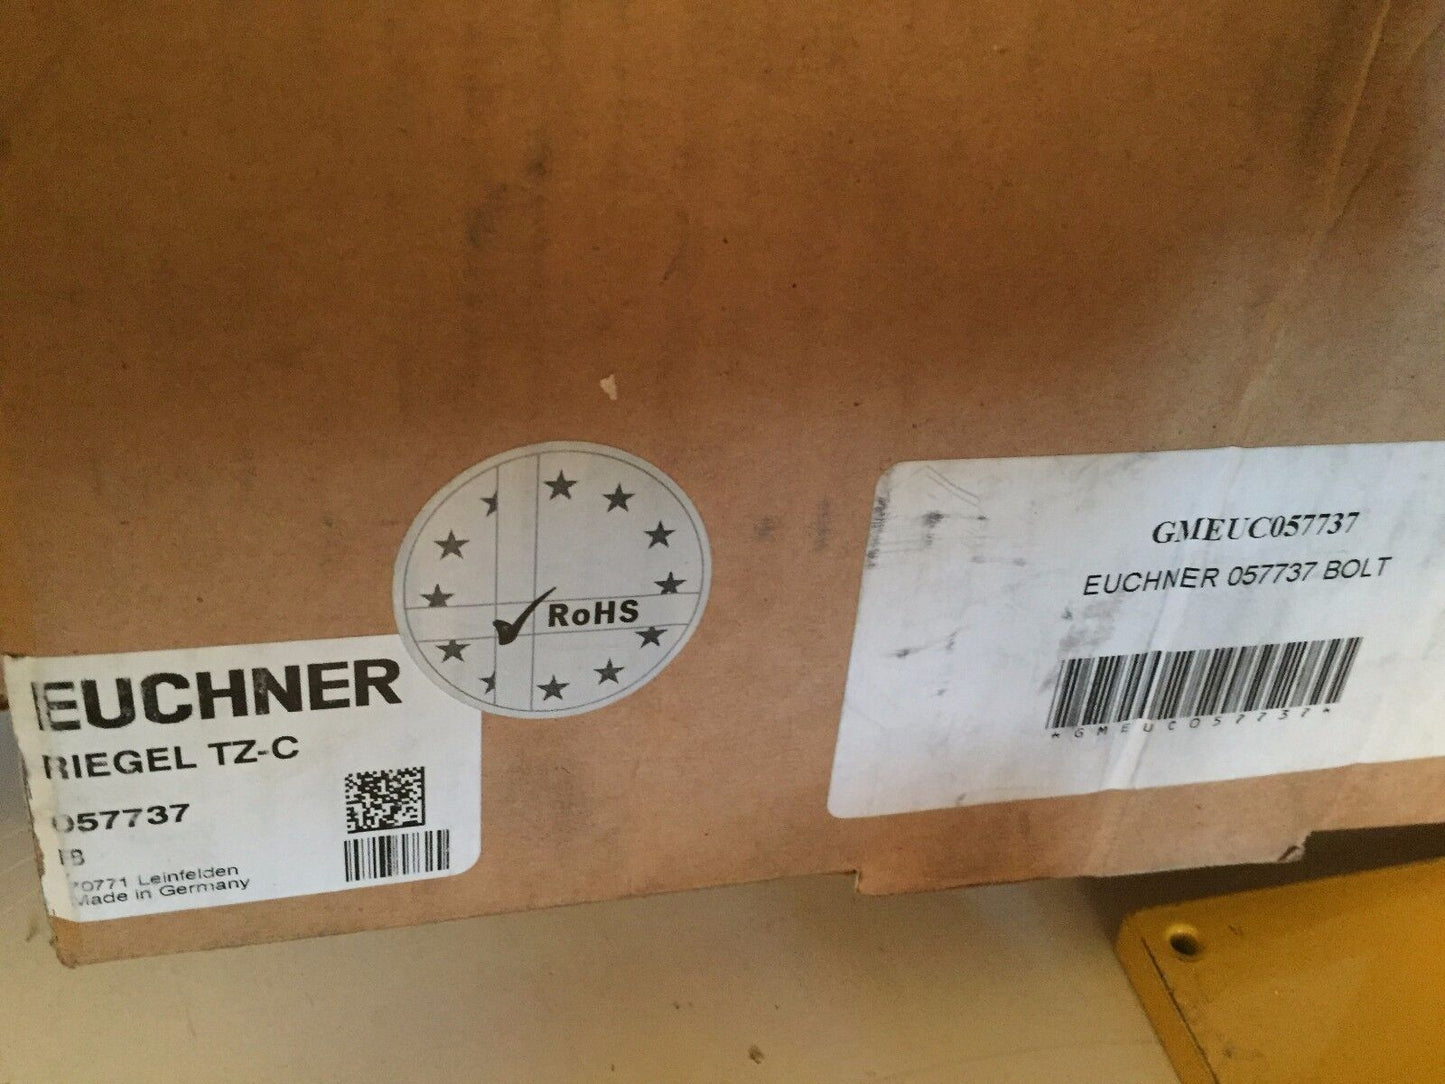 EUCHNER
RIEGEL TZ-C
057737
70771 Leinfelden
Made in Germany
RoHS
GMEUC057737
EUCHNER 057737 BOLT
*GMEUC057737*